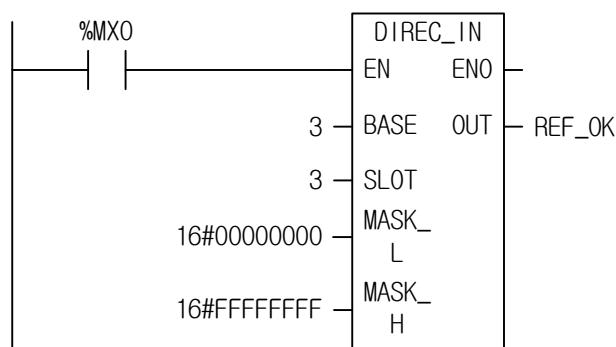 %MX0
DIREC_IN
EN ENO
3 BASE OUT REF_OK
3 SLOT
16#00000000 MASK_
L
16#FFFFFFFF MASK_
H